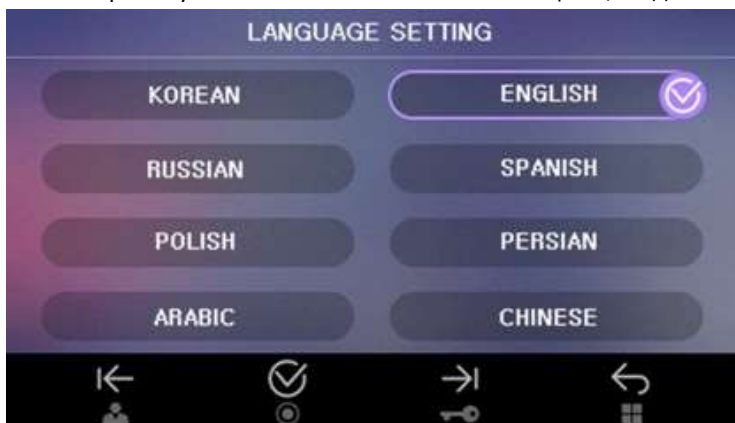 LANGUAGE SETTING
KOREAN
ENGLISH
RUSSIAN
SPANISH
POLISH
PERSIAN
ARABIC
CHINESE